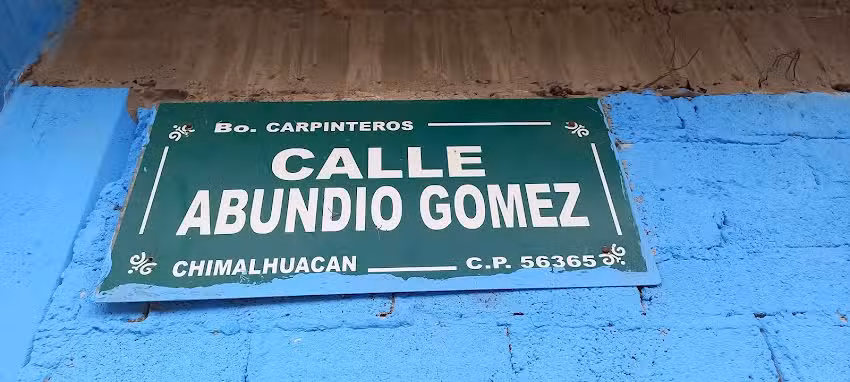 Bo. CARPINTEROS
CALLE
ABUNDIO GOMEZ
CHIMALHUACAN C.P. 56365